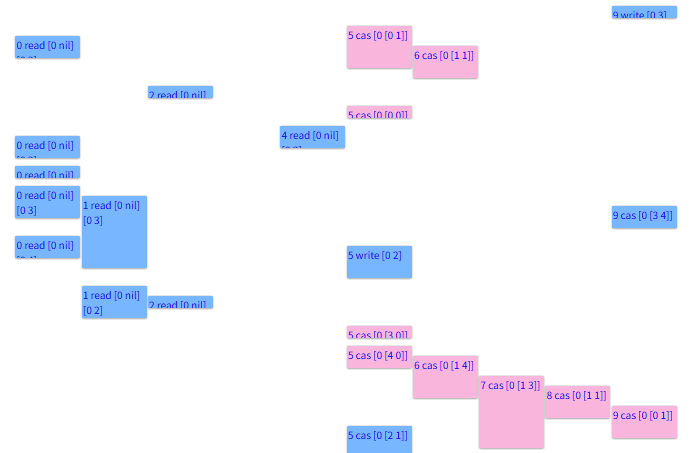 9 write [0 3]
5 cas [0 [0 1]]
0 read [0 nil]
6 cas [0 [1 1]]
2 read [0 nil]
5 cas [0 [0 0]]
4 read [0 nil]
0 read [0 nil]
0 read [0 nil]
0 read [0 nil]
[0 3]
1 read [0 nil]
[0 3]
9 cas [0 [3 4]]
0 read [0 nil]
5 write [0 2]
1 read [0 nil]
[0 2]
2 read [0 nil]
5 cas [0 [3 0]]
5 cas [0 [4 0]]
6 cas [0 [1 4]]
7 cas [0 [1 3]]
8 cas [0 [1 1]]
9 cas [0 [0 1]]
5 cas [0 [2 1]]